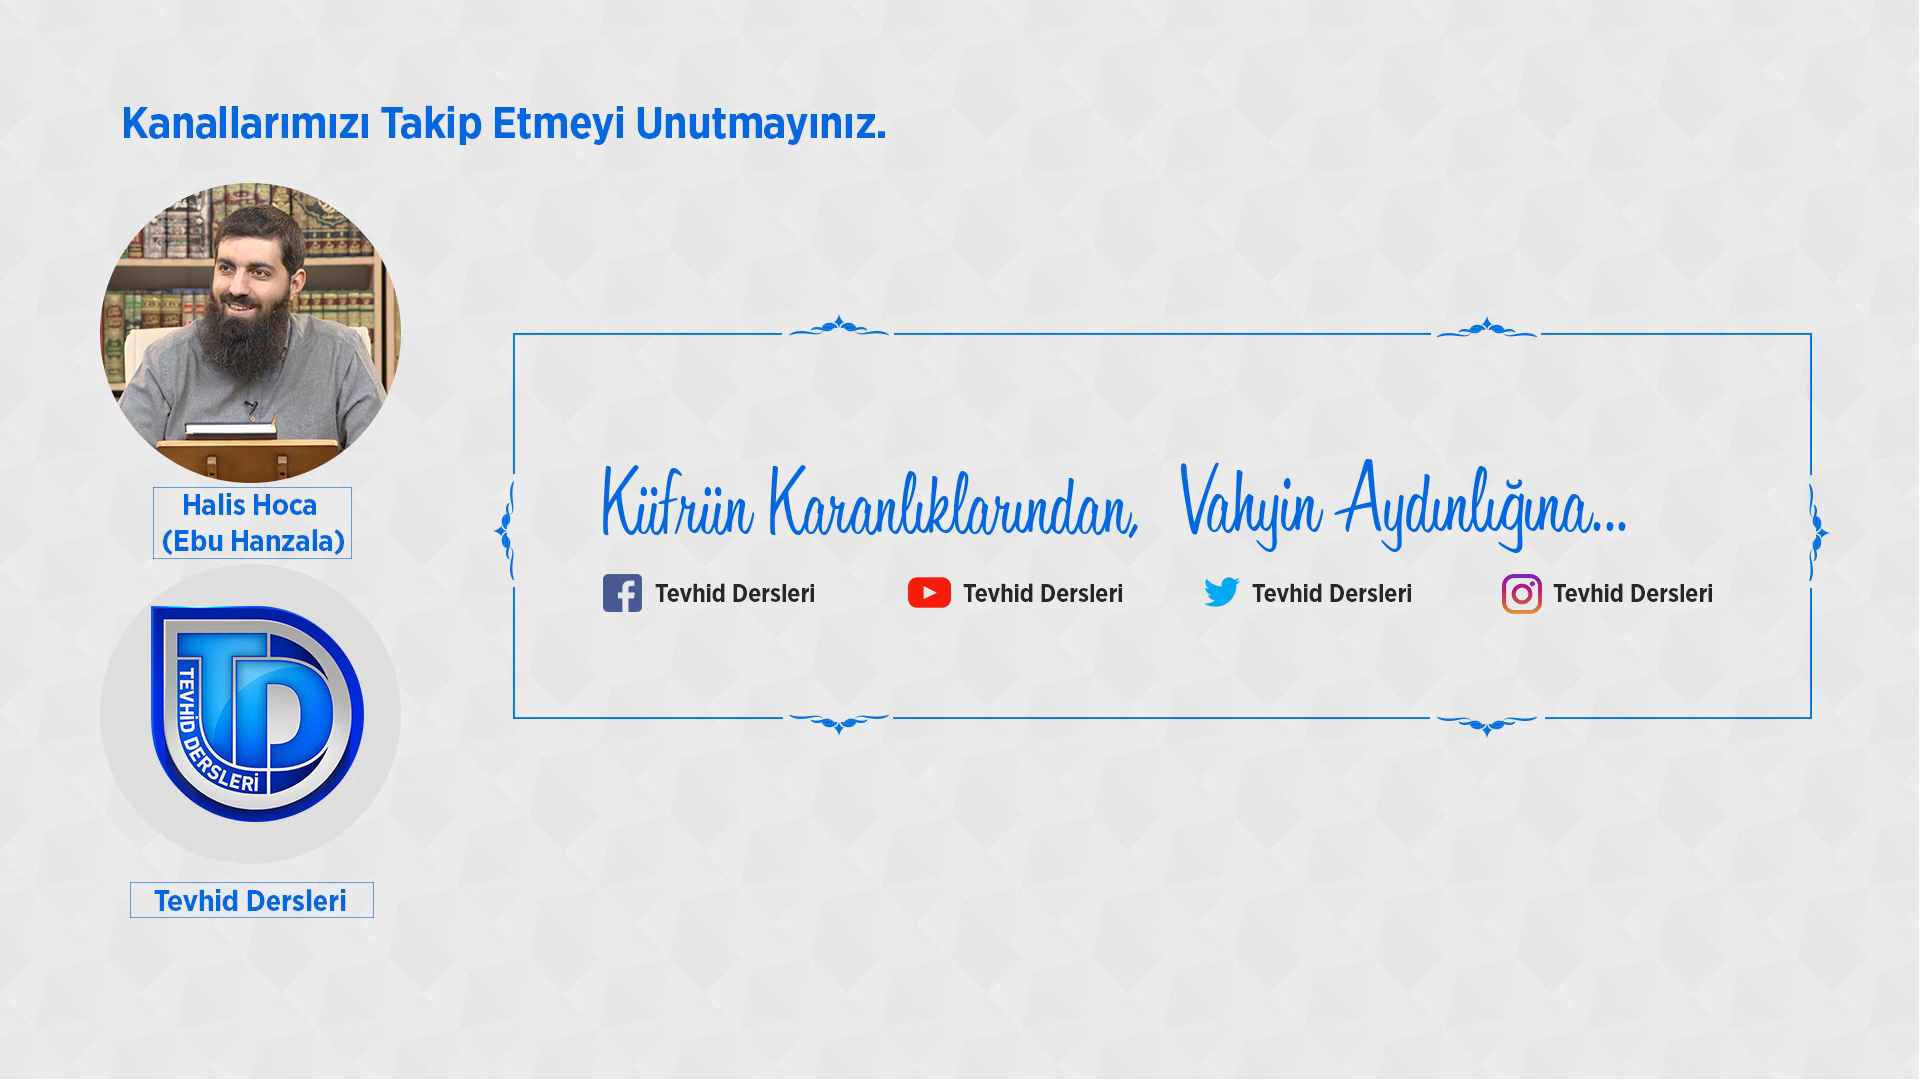 Kanallarımızı Takip Etmeyi Unutmayınız.
Halis Hoca
(Ebu Hanzala)
TD
TEVHİD DERSLERİ
Tevhid Dersleri
Küfrün Karanlıklarından, Vahyin Aydınlığına...
Tevhid Dersleri
Tevhid Dersleri
Tevhid Dersleri
Tevhid Dersleri